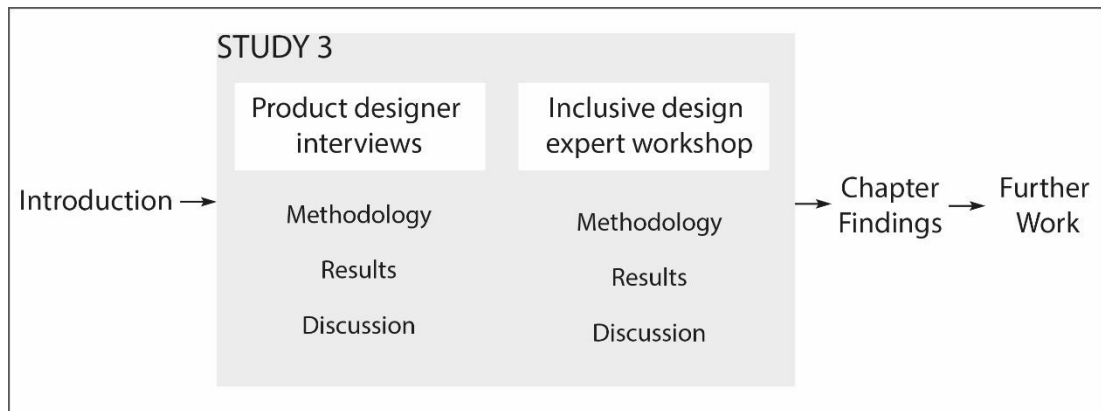 STUDY 3
Product designer
interviews
Methodology
Results
Discussion
Inclusive design
expert workshop
Methodology
Results
Discussion
Introduction
Chapter
Findings
Further
Work